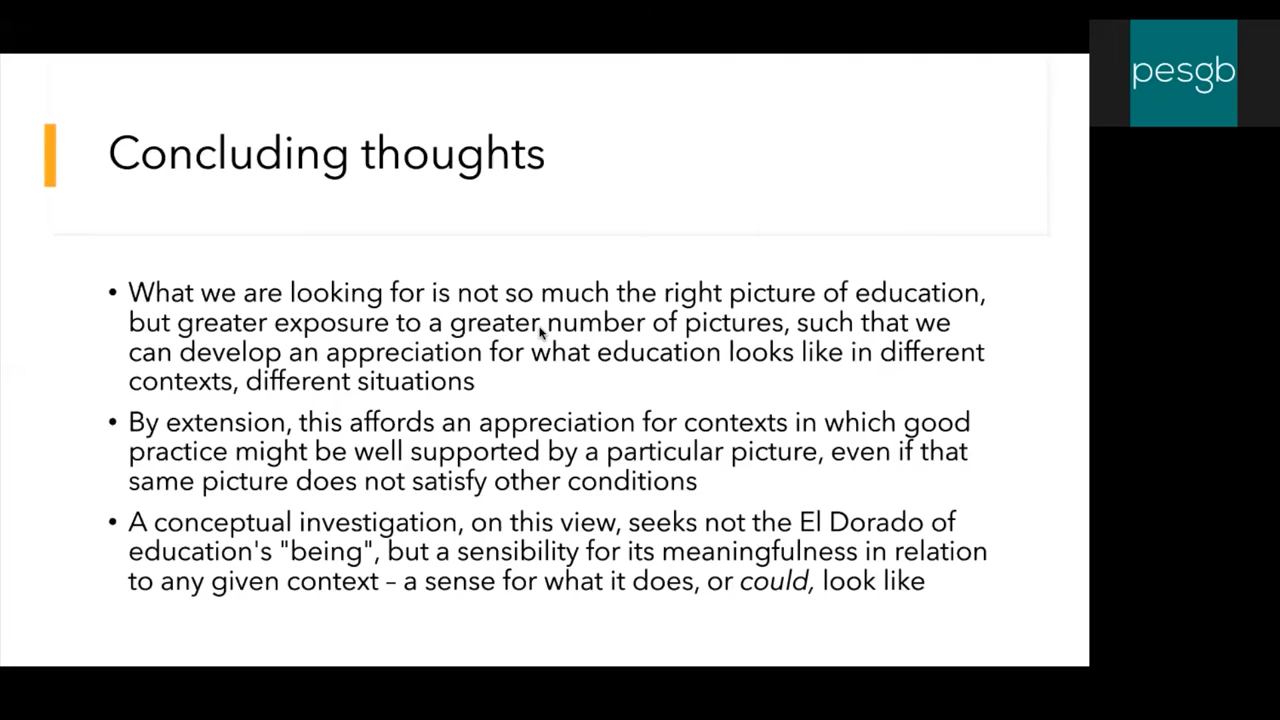 pesgb
Concluding thoughts
• What we are looking for is not so much the right picture of education,
but greater exposure to a greater number of pictures, such that we
can develop an appreciation for what education looks like in different
contexts, different situations
• By extension, this affords an appreciation for contexts in which good
practice might be well supported by a particular picture, even if that
same picture does not satisfy other conditions
• A conceptual investigation, on this view, seeks not the El Dorado of
education's "being", but a sensibility for its meaningfulness in relation
to any given context – a sense for what it does, or could, look like